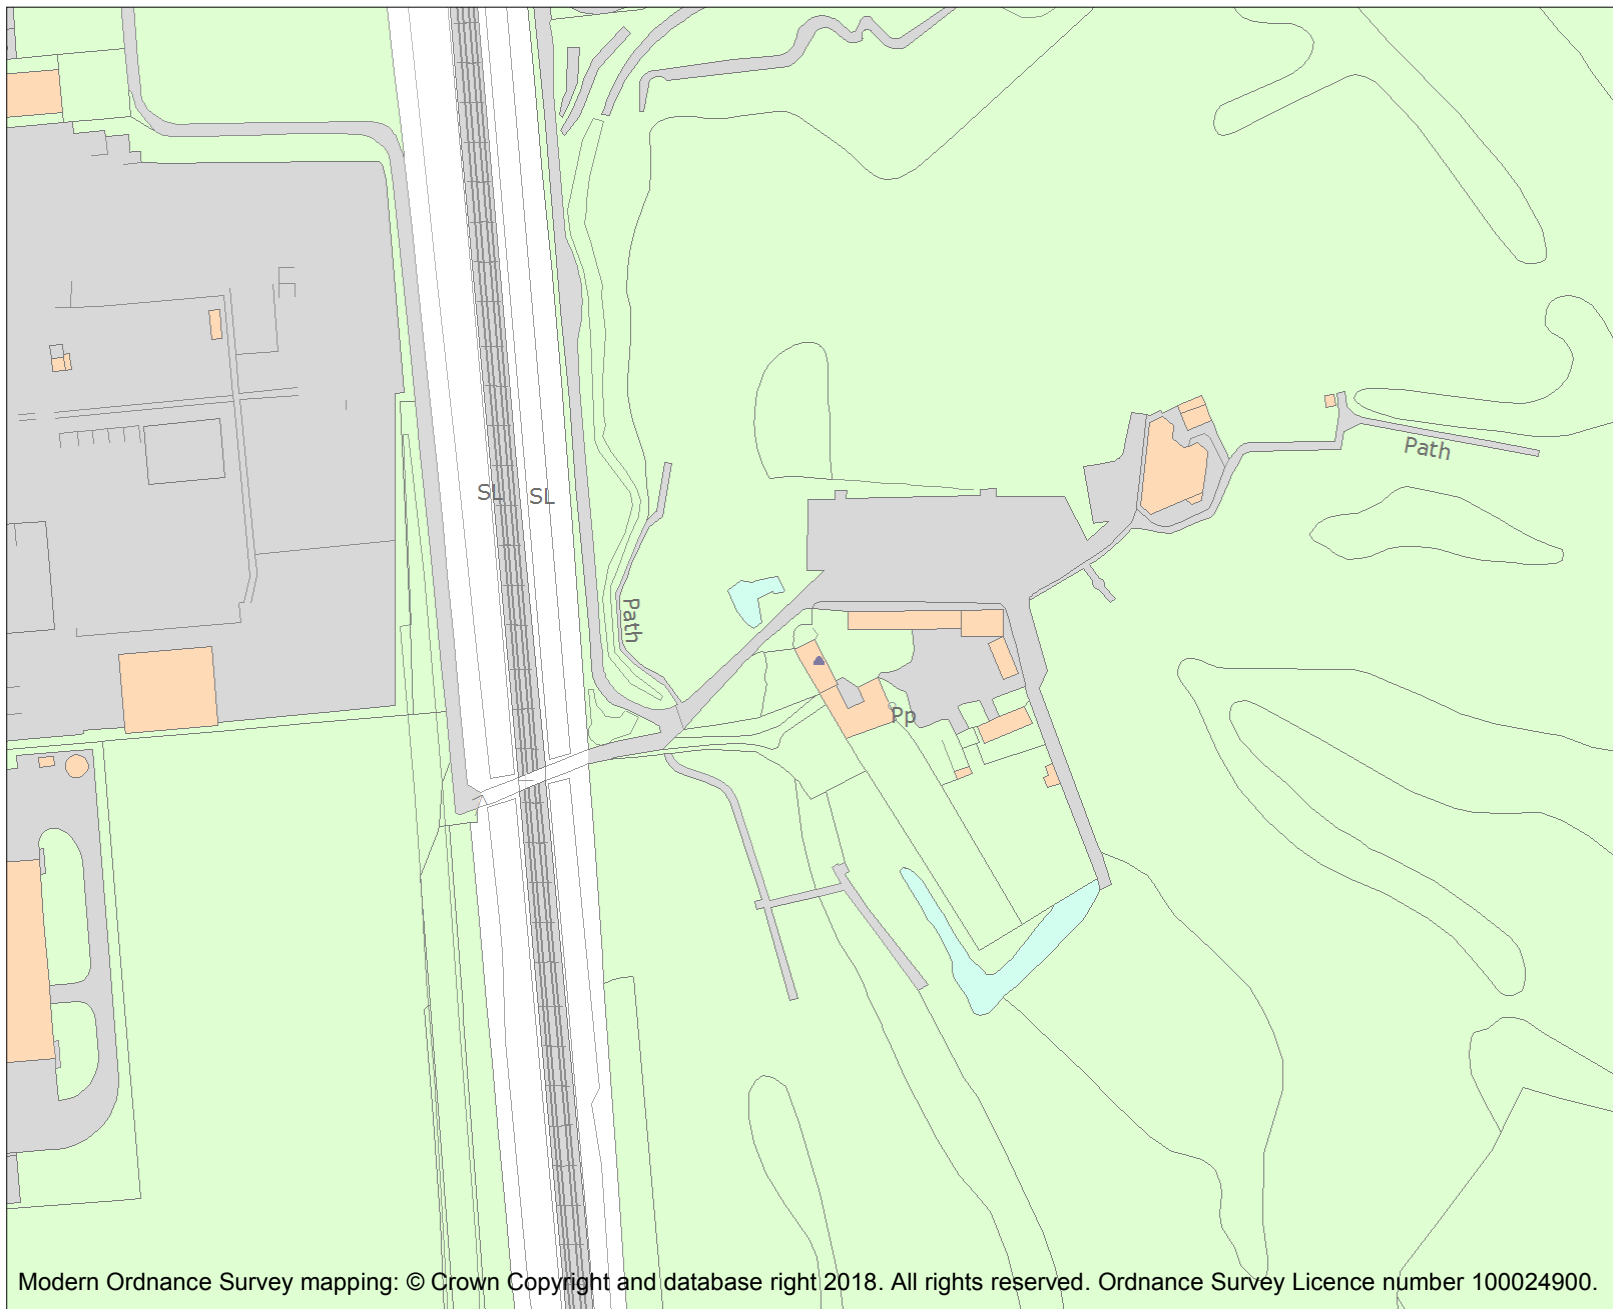 Path
SL
SL
Path
Pp
Modern Ordnance Survey mapping: © Crown Copyright and database right 2018. All rights reserved. Ordnance Survey Licence number 100024900.